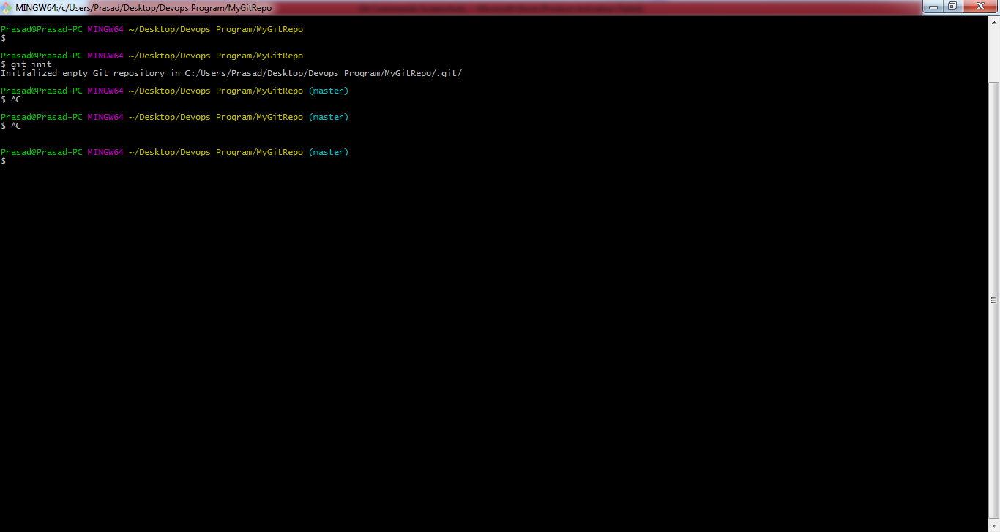 MINGW64:/c/Users/Prasad/Desktop/Devops Program/MyGitRepo
Prasad@Prasad-PC MINGW64 ~/Desktop/Devops Program/MyGitRepo
$
Prasad@Prasad-PC MINGW64 ~/Desktop/Devops Program/MyGitRepo
$ git init
Initialized empty Git repository in C:/Users/Prasad/Desktop/Devops Program/MyGitRepo/.git/
Prasad@Prasad-PC MINGW64 ~/Desktop/Devops Program/MyGitRepo (master)
$ ^C
Prasad@Prasad-PC MINGW64 ~/Desktop/Devops Program/MyGitRepo (master)
$ ^C
Prasad@Prasad-PC MINGW64 ~/Desktop/Devops Program/MyGitRepo (master)
$